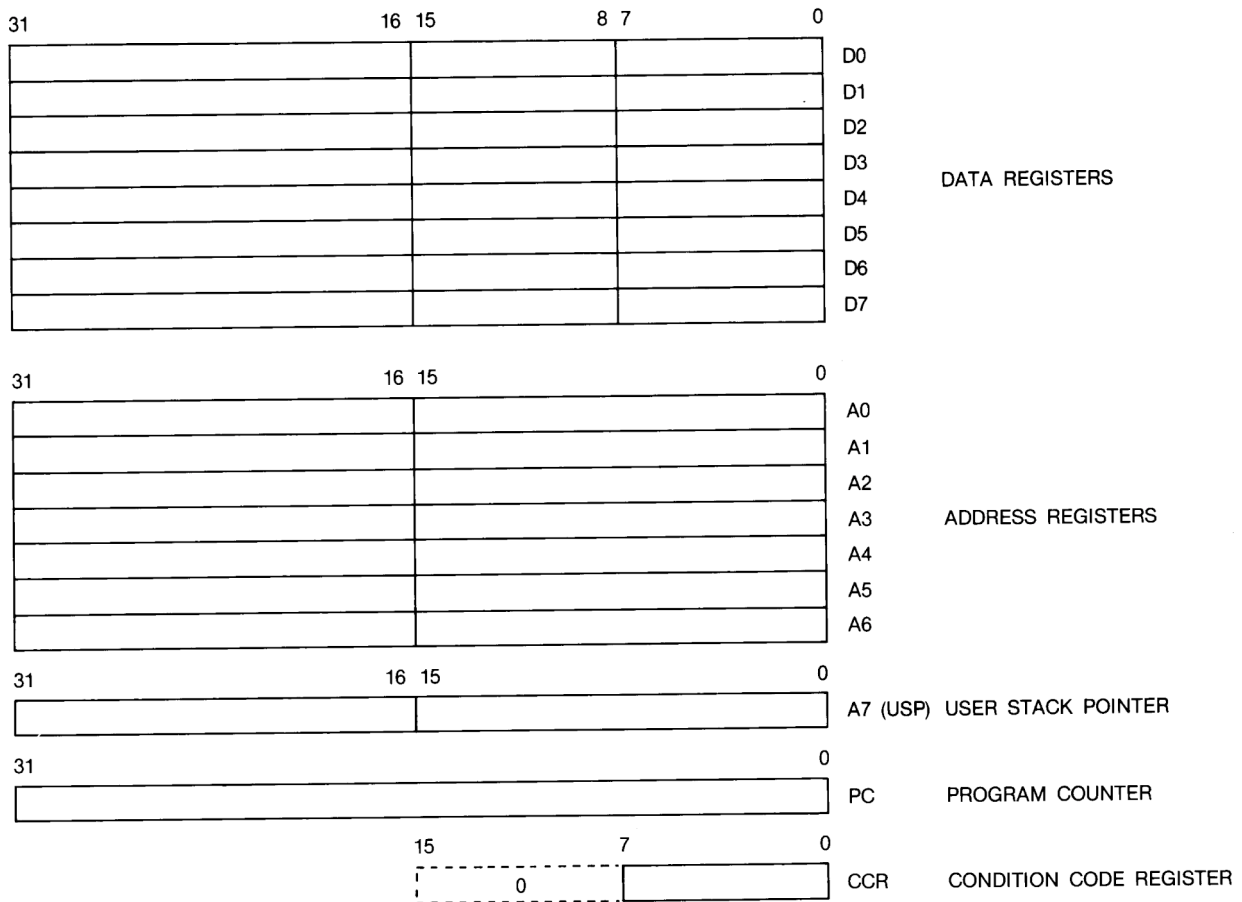 31 16 15 8 7 0
D0
D1
D2
D3
D4
D5
D6
D7
DATA REGISTERS
31 16 15 0
A0
A1
A2
A3
A4
A5
A6
ADDRESS REGISTERS
31 16 15 0
A7 (USP) USER STACK POINTER
31 0
PC PROGRAM COUNTER
15 7 0
0 CCR CONDITION CODE REGISTER